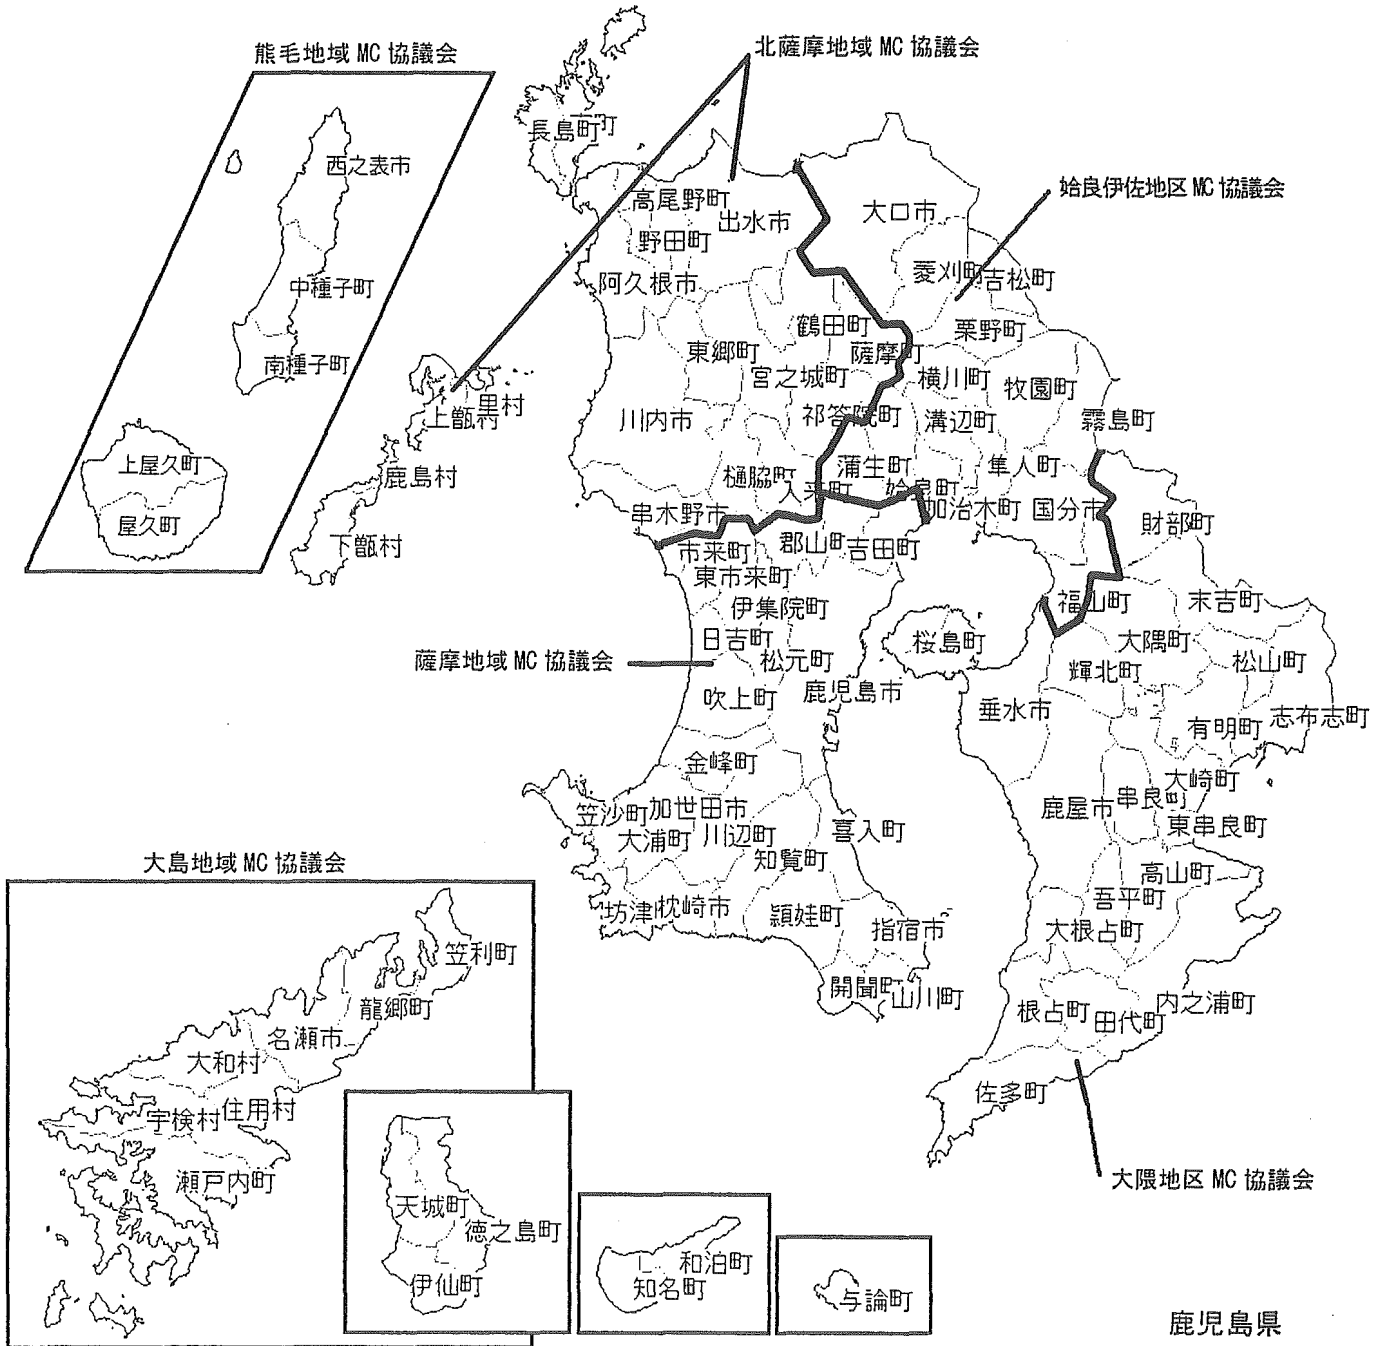 熊毛地域 MC 協議会
北薩摩地域 MC 協議会
長島町
町
西之表市
姶良伊佐地区 MC 協議会
高尾野町
出水市
大口市
野田町
菱刈町
吉松町
阿久根市
中種子町
鶴田町
栗野町
東郷町
薩摩町
南種子町
宮之城町
横川町
牧園町
里村
上甑村
川内市
祁答院町
溝辺町
霧島町
上屋久町
鹿島村
樋脇町
蒲生町
隼人町
入来町
姶良町
加治木町
国分市
屋久町
串木野市
財部町
下甑村
市来町
郡山町
吉田町
東市来町
伊集院町
福山町
末吉町
日吉町
桜島町
大隅町
薩摩地域 MC 協議会
松元町
輝北町
松山町
吹上町
鹿児島市
垂水市
有明町
志布志町
金峰町
大崎町
笠沙町
加世田市
鹿屋市
串良町
大浦町
川辺町
喜入町
東串良町
大島地域 MC 協議会
知覧町
高山町
吾平町
坊津
枕崎市
頴娃町
指宿市
大根占町
笠利町
開聞町
山川町
龍郷町
根占町
田代町
内之浦町
名瀬市
大和村
佐多町
宇検村
住用村
瀬戸内町
大隈地区 MC 協議会
天城町
徳之島町
和泊町
伊仙町
知名町
与論町
鹿児島県